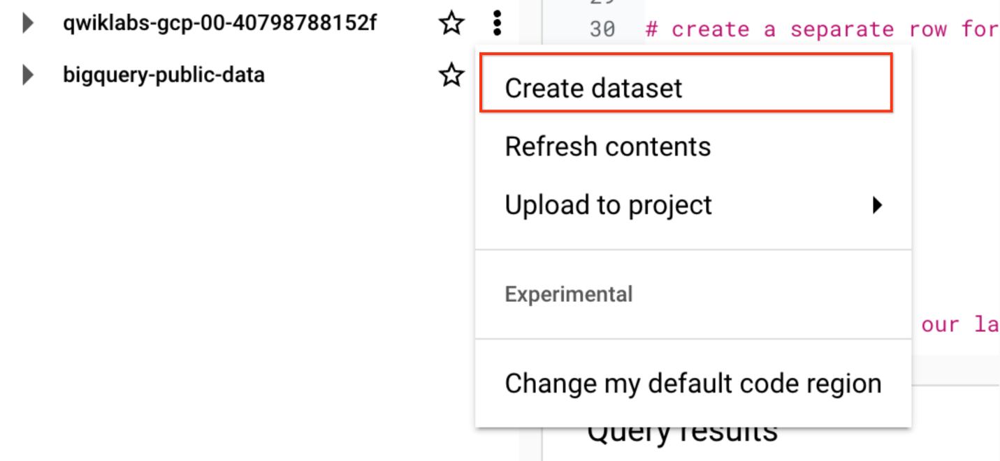 qwiklabs-gcp-00-40798788152f
29
30 # create a separate row for
bigquery-public-data
Create dataset
Refresh contents
Upload to project
Experimental
our la
Change my default code region
Query results